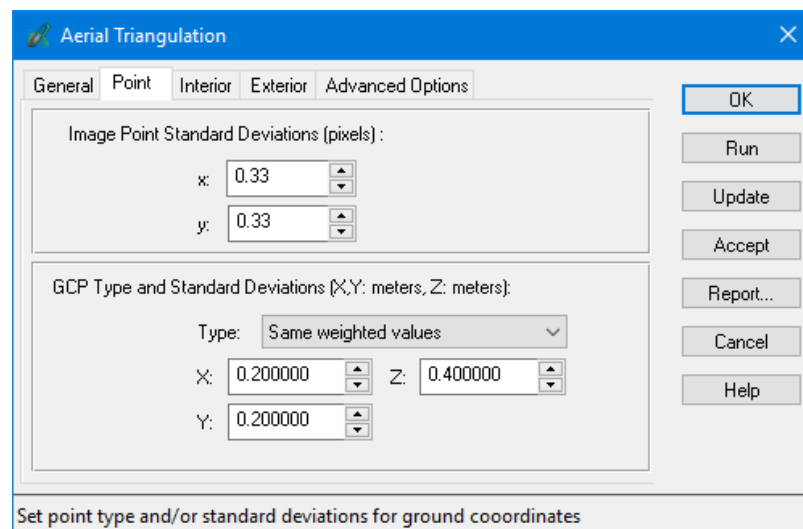 Aerial Triangulation
General Point Interior Exterior Advanced Options
Image Point Standard Deviations (pixels) :
x: 0.33
y: 0.33
GCP Type and Standard Deviations (X,Y: meters, Z: meters):
Type: Same weighted values
X: 0.200000 Z: 0.400000
Y: 0.200000
OK
Run
Update
Accept
Report...
Cancel
Help
Set point type and/or standard deviations for ground cooordinates